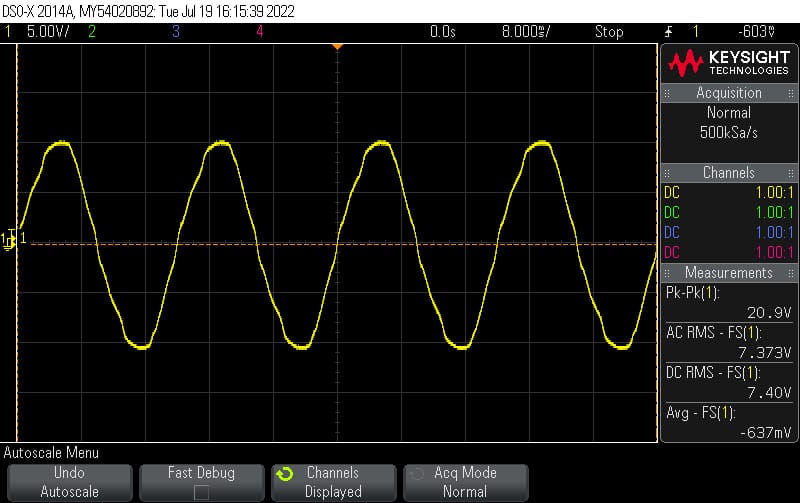 DSO-X 2014A, MY54020892: Tue Jul 19 16:15:39 2022
1 5.00V/ 2 3 4 0.0s 8.000s/ Stop 1 -603V
KEYSIGHT
TECHNOLOGIES
Acquisition
Normal
500kSa/s
Channels
DC 1.00:1
DC 1.00:1
DC 1.00:1
DC 1.00:1
Measurements
Pk-Pk(1):
20.9V
AC RMS - FS(1):
7.373V
DC RMS - FS(1):
7.40V
Avg - FS(1):
-637mV
1
1
Autoscale Menu
Undo
Autoscale
Fast Debug
Channels
Displayed
Acq Mode
Normal